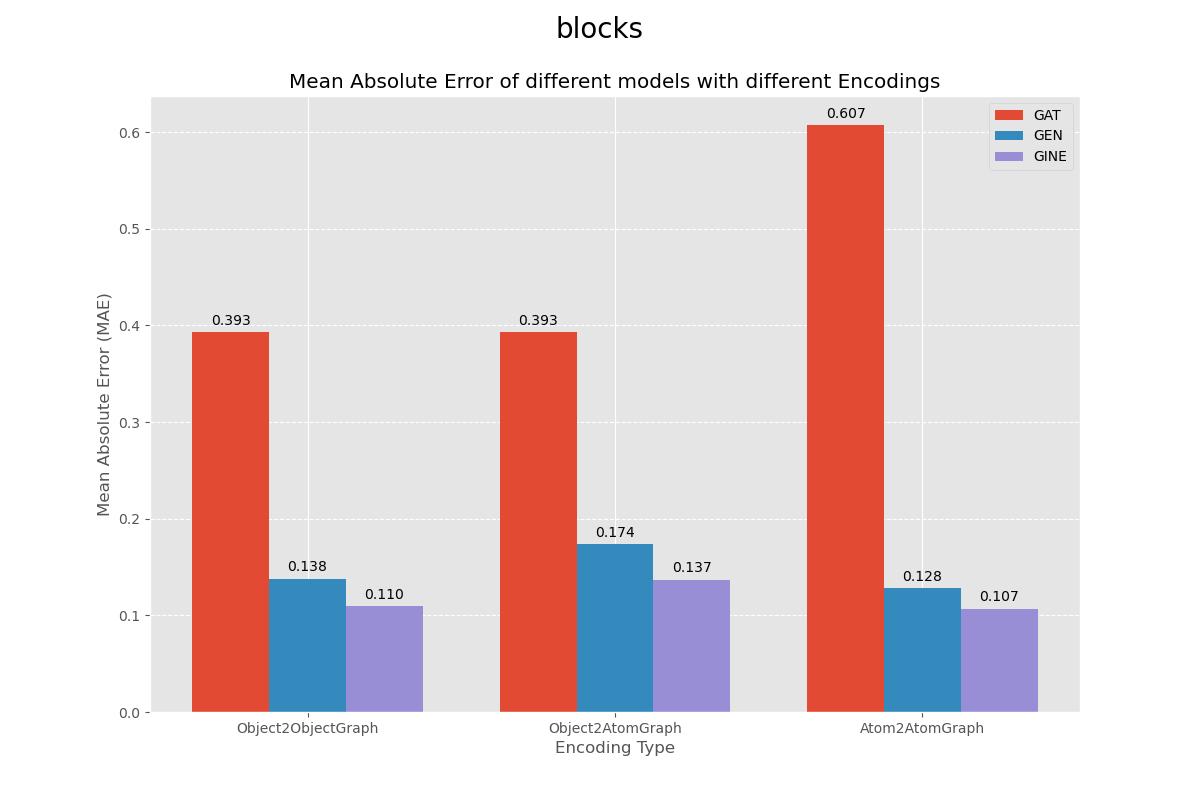 blocks
Mean Absolute Error of different models with different Encodings
0.607
GAT
GEN
GINE
0.6
0.5
0.4
0.3
0.2
0.1
0.0
Mean Absolute Error (MAE)
0.393
0.138
0.110
0.393
0.174
0.137
0.128
0.107
Object2ObjectGraph
Object2AtomGraph
Atom2AtomGraph
Encoding Type